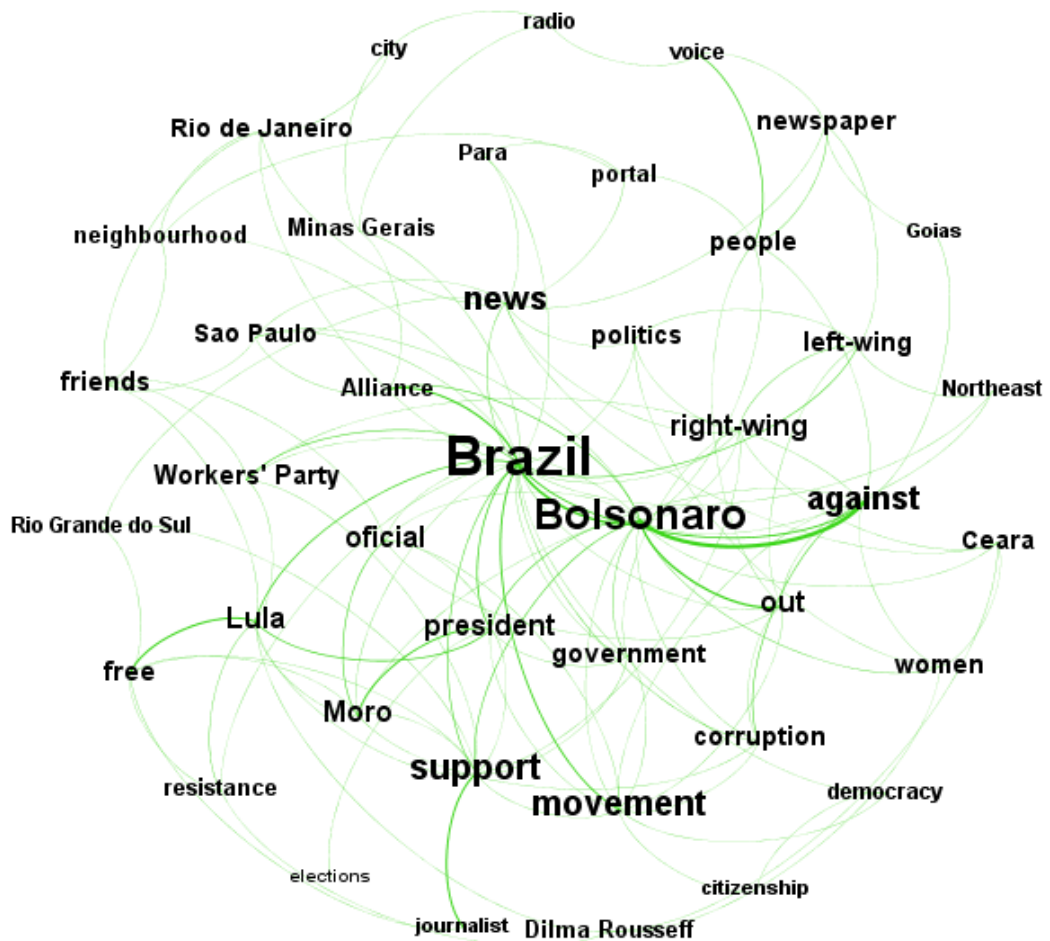 radio
city
voice
newspaper
Rio de Janeiro
Para
portal
Minas Gerais
neighbourhood
people
Goias
news
Sao Paulo
politics
left-wing
friends
Alliance
Northeast
right-wing
Brazil
Workers' Party
against
Bolsonaro
Rio Grande do Sul
oficial
Ceara
out
Lula
president
government
women
free
Moro
corruption
support
resistance
movement
democracy
elections
citizenship
journalist
Dilma Rousseff